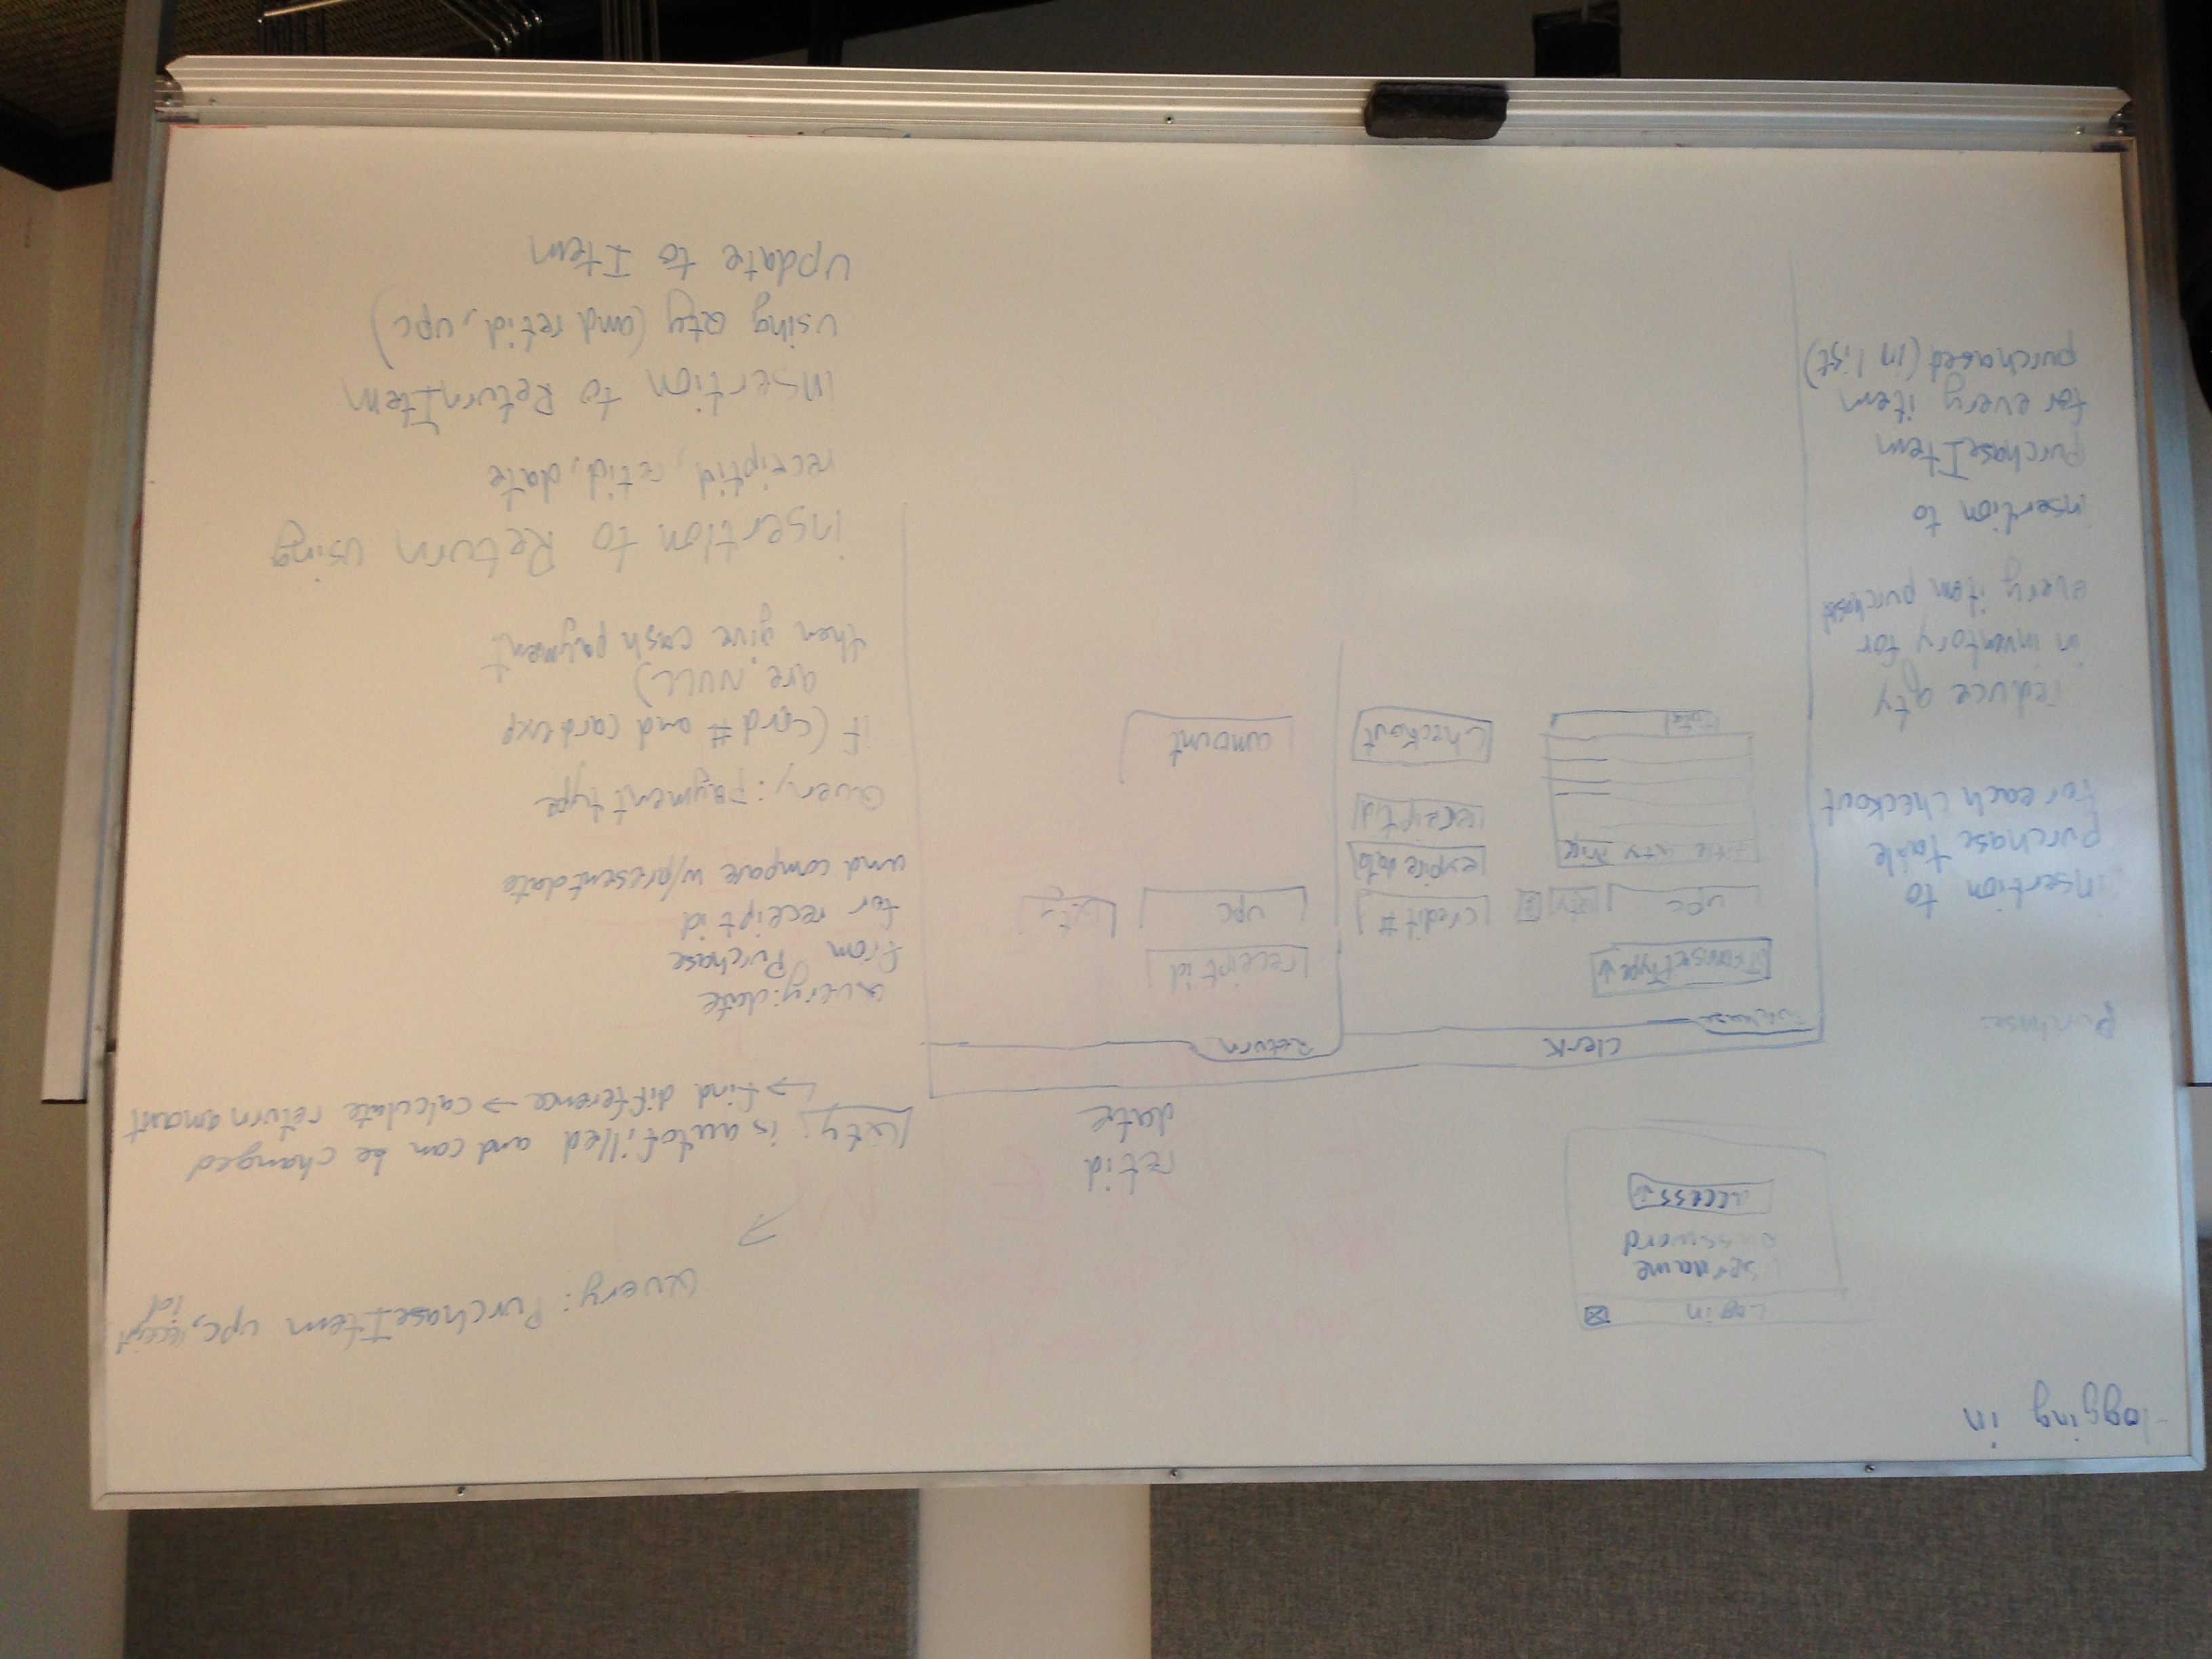 -logging in
Login
username
password
access ↓
Query: PurchaseItem upc, receipt
id
retid
date
Qty is autofilled and can be changed
↳ find difference → calculate return amount
purchase:
insertion to
purchase table
for each checkout
reduce qty
in inventory for
every item purchased
insertion to
purchaseItem
for every item
purchased (in list)
Clerk
Purchase
upc
qty
title qty Price
Total
credit #
expire date
receiptid
Checkout
Return
receipt id
upc
Qty
amount
Query: date
from Purchase
for receipt id
and compare w/present date
Query: payment type
if (card # and card exp
are NULL)
then give cash payment
insertion to Return using
receiptid, retid, date
insertion to ReturnItem
using Qty (and retid, upc)
update to Item